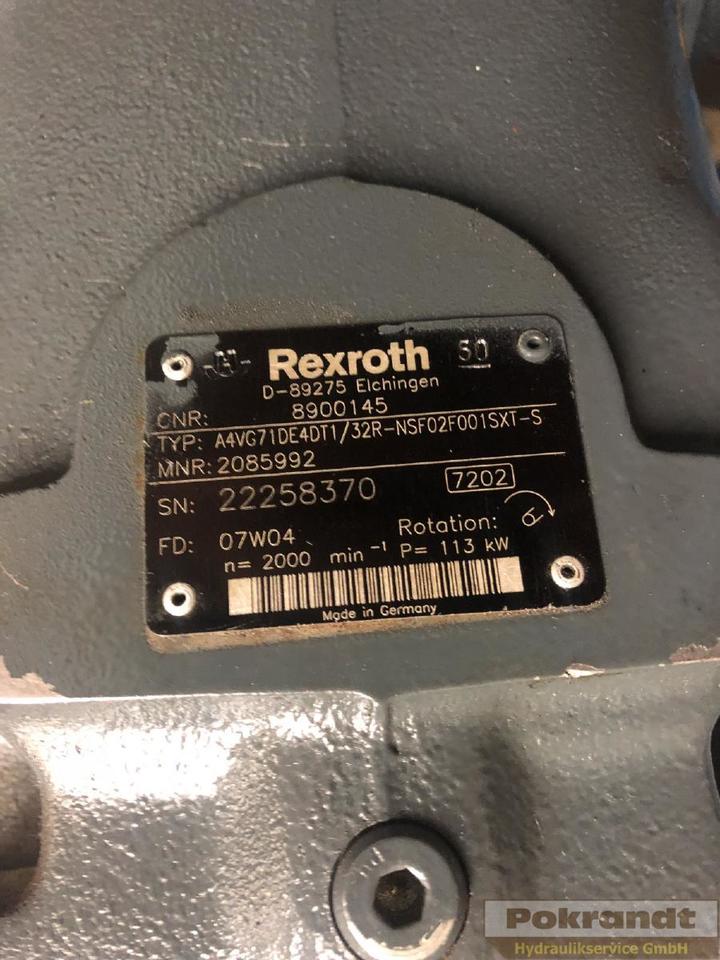 -H- Rexroth 50
D-89275 Elchingen
CNR: 8900145
TYP: A4VG71DE4DT1/32R-NSF02F001SXT-S
MNR: 2085992
SN: 22258370 7202
FD: 07W04 Rotation:
n= 2000 min⁻¹ P= 113 kW
Made in Germany
Pokrandt
Hydraulikservice GmbH